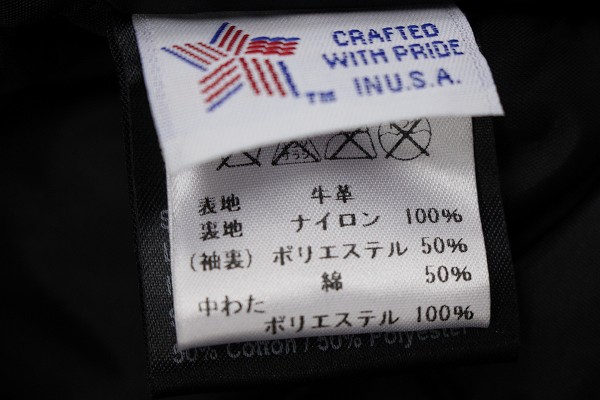 CRAFTED
WITH PRIDE
TM IN U.S.A.
表地 牛革
裏地 ナイロン 100%
(袖裏) ポリエステル 50%
綿 50%
中わた
ポリエステル 100%
50% Cotton / 50% Polyester